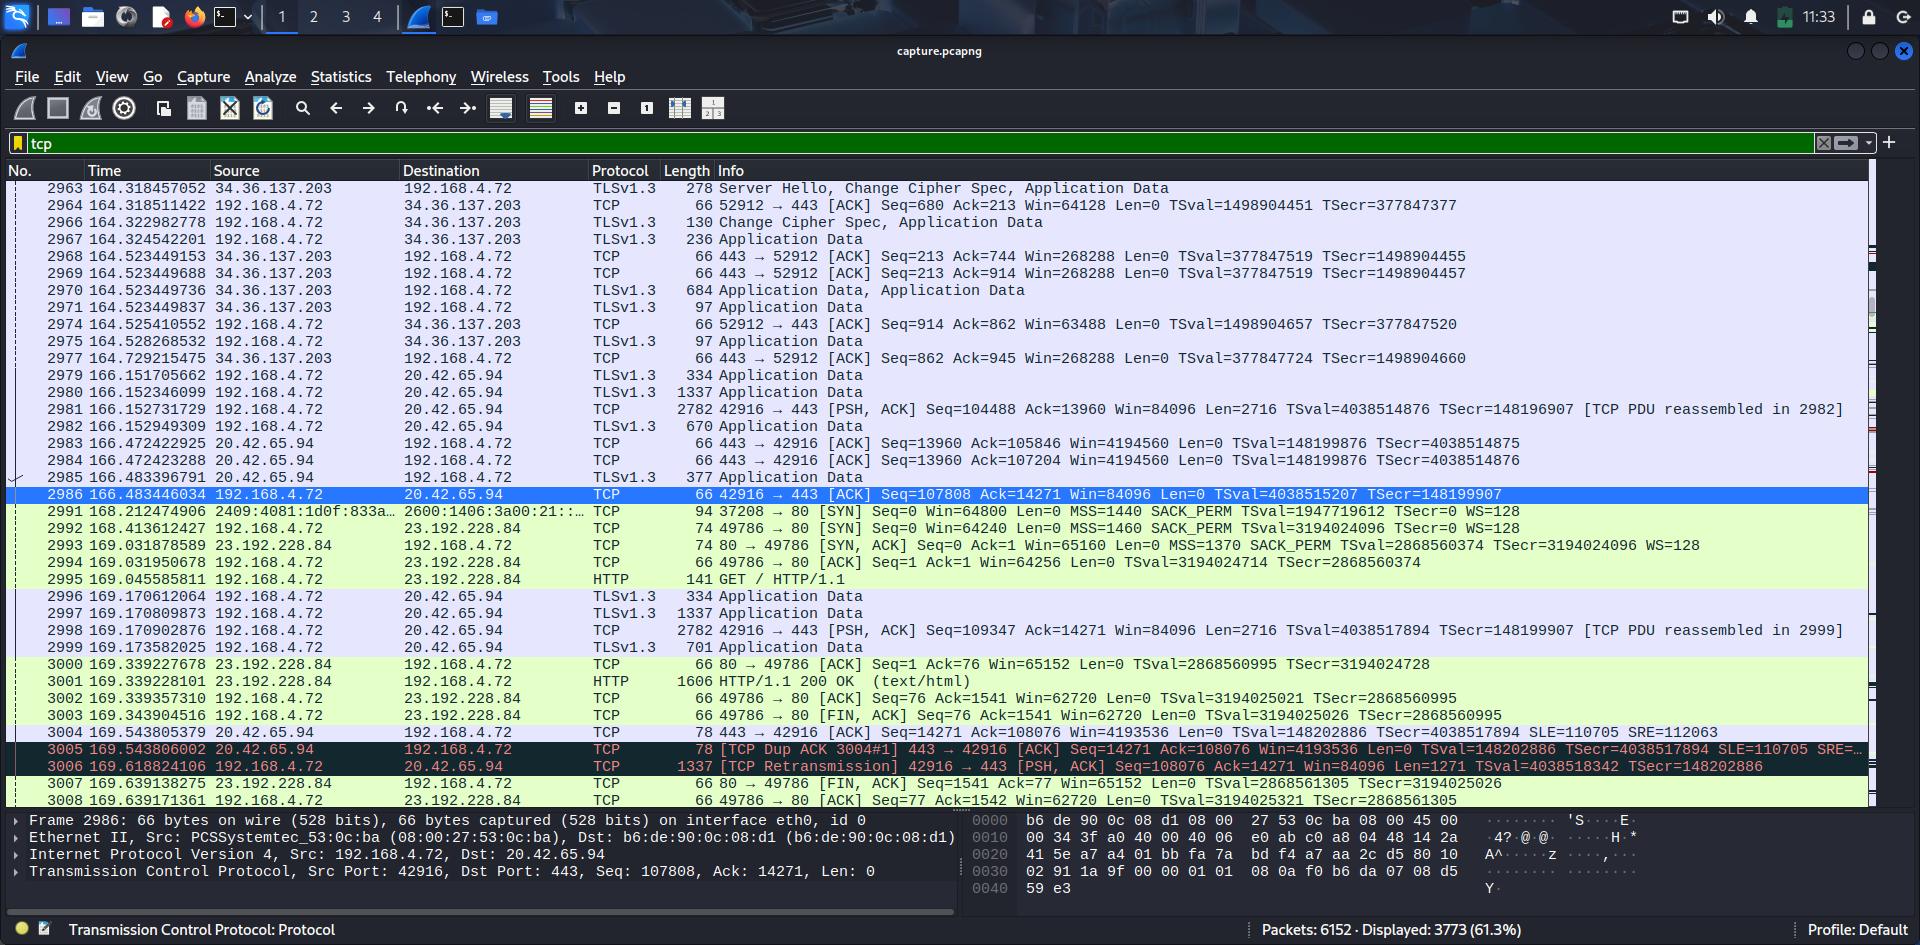 1 2 3 4 11:33
capture.pcapng
File Edit View Go Capture Analyze Statistics Telephony Wireless Tools Help
tcp
No. Time Source Destination Protocol Length Info
2963 164.318457052 34.36.137.203 192.168.4.72 TLSv1.3 278 Server Hello, Change Cipher Spec, Application Data
2964 164.318511422 192.168.4.72 34.36.137.203 TCP 66 52912 → 443 [ACK] Seq=680 Ack=213 Win=64128 Len=0 TSval=1498904451 TSecr=377847377
2966 164.322982778 192.168.4.72 34.36.137.203 TLSv1.3 130 Change Cipher Spec, Application Data
2967 164.324542201 192.168.4.72 34.36.137.203 TLSv1.3 236 Application Data
2968 164.523449153 34.36.137.203 192.168.4.72 TCP 66 443 → 52912 [ACK] Seq=213 Ack=744 Win=268288 Len=0 TSval=377847519 TSecr=1498904455
2969 164.523449688 34.36.137.203 192.168.4.72 TCP 66 443 → 52912 [ACK] Seq=213 Ack=914 Win=268288 Len=0 TSval=377847519 TSecr=1498904457
2970 164.523449736 34.36.137.203 192.168.4.72 TLSv1.3 684 Application Data, Application Data
2971 164.523449837 34.36.137.203 192.168.4.72 TLSv1.3 97 Application Data
2974 164.525410552 192.168.4.72 34.36.137.203 TCP 66 52912 → 443 [ACK] Seq=914 Ack=862 Win=63488 Len=0 TSval=1498904657 TSecr=377847520
2975 164.528268532 192.168.4.72 34.36.137.203 TLSv1.3 97 Application Data
2977 164.729215475 34.36.137.203 192.168.4.72 TCP 66 443 → 52912 [ACK] Seq=862 Ack=945 Win=268288 Len=0 TSval=377847724 TSecr=1498904660
2979 166.151705662 192.168.4.72 20.42.65.94 TLSv1.3 334 Application Data
2980 166.152346099 192.168.4.72 20.42.65.94 TLSv1.3 1337 Application Data
2981 166.152731729 192.168.4.72 20.42.65.94 TCP 2782 42916 → 443 [PSH, ACK] Seq=104488 Ack=13960 Win=84096 Len=2716 TSval=4038514876 TSecr=148196907 [TCP PDU reassembled in 2982]
2982 166.152949309 192.168.4.72 20.42.65.94 TLSv1.3 670 Application Data
2983 166.472422925 20.42.65.94 192.168.4.72 TCP 66 443 → 42916 [ACK] Seq=13960 Ack=105846 Win=4194560 Len=0 TSval=148199876 TSecr=4038514875
2984 166.472423288 20.42.65.94 192.168.4.72 TCP 66 443 → 42916 [ACK] Seq=13960 Ack=107204 Win=4194560 Len=0 TSval=148199876 TSecr=4038514876
2985 166.483396791 20.42.65.94 192.168.4.72 TLSv1.3 377 Application Data
2986 166.483446034 192.168.4.72 20.42.65.94 TCP 66 42916 → 443 [ACK] Seq=107808 Ack=14271 Win=84096 Len=0 TSval=4038515207 TSecr=148199907
2991 168.212474906 2409:4081:1d0f:833a… 2600:1406:3a00:21::… TCP 94 37208 → 80 [SYN] Seq=0 Win=64800 Len=0 MSS=1440 SACK_PERM TSval=1947719612 TSecr=0 WS=128
2992 168.413612427 192.168.4.72 23.192.228.84 TCP 74 49786 → 80 [SYN] Seq=0 Win=64240 Len=0 MSS=1460 SACK_PERM TSval=3194024096 TSecr=0 WS=128
2993 169.031878589 23.192.228.84 192.168.4.72 TCP 74 80 → 49786 [SYN, ACK] Seq=0 Ack=1 Win=65160 Len=0 MSS=1370 SACK_PERM TSval=2868560374 TSecr=3194024096 WS=128
2994 169.031950678 192.168.4.72 23.192.228.84 TCP 66 49786 → 80 [ACK] Seq=1 Ack=1 Win=64256 Len=0 TSval=3194024714 TSecr=2868560374
2995 169.045585811 192.168.4.72 23.192.228.84 HTTP 141 GET / HTTP/1.1
2996 169.170612064 192.168.4.72 20.42.65.94 TLSv1.3 334 Application Data
2997 169.170809873 192.168.4.72 20.42.65.94 TLSv1.3 1337 Application Data
2998 169.170902876 192.168.4.72 20.42.65.94 TCP 2782 42916 → 443 [PSH, ACK] Seq=109347 Ack=14271 Win=84096 Len=2716 TSval=4038517894 TSecr=148199907 [TCP PDU reassembled in 2999]
2999 169.173582025 192.168.4.72 20.42.65.94 TLSv1.3 701 Application Data
3000 169.339227678 23.192.228.84 192.168.4.72 TCP 66 80 → 49786 [ACK] Seq=1 Ack=76 Win=65152 Len=0 TSval=2868560995 TSecr=3194024728
3001 169.339228101 23.192.228.84 192.168.4.72 HTTP 1606 HTTP/1.1 200 OK (text/html)
3002 169.339357310 192.168.4.72 23.192.228.84 TCP 66 49786 → 80 [ACK] Seq=76 Ack=1541 Win=62720 Len=0 TSval=3194025021 TSecr=2868560995
3003 169.343904516 192.168.4.72 23.192.228.84 TCP 66 49786 → 80 [FIN, ACK] Seq=76 Ack=1541 Win=62720 Len=0 TSval=3194025026 TSecr=2868560995
3004 169.543805379 20.42.65.94 192.168.4.72 TCP 78 443 → 42916 [ACK] Seq=14271 Ack=108076 Win=4193536 Len=0 TSval=148202886 TSecr=4038517894 SLE=110705 SRE=112063
3005 169.543806002 20.42.65.94 192.168.4.72 TCP 78 [TCP Dup ACK 3004#1] 443 → 42916 [ACK] Seq=14271 Ack=108076 Win=4193536 Len=0 TSval=148202886 TSecr=4038517894 SLE=110705 SRE=…
3006 169.618824106 192.168.4.72 20.42.65.94 TCP 1337 [TCP Retransmission] 42916 → 443 [PSH, ACK] Seq=108076 Ack=14271 Win=84096 Len=1271 TSval=4038518342 TSecr=148202886
3007 169.639138275 23.192.228.84 192.168.4.72 TCP 66 80 → 49786 [FIN, ACK] Seq=1541 Ack=77 Win=65152 Len=0 TSval=2868561305 TSecr=3194025026
3008 169.639171361 192.168.4.72 23.192.228.84 TCP 66 49786 → 80 [ACK] Seq=77 Ack=1542 Win=62720 Len=0 TSval=3194025321 TSecr=2868561305
Frame 2986: 66 bytes on wire (528 bits), 66 bytes captured (528 bits) on interface eth0, id 0
Ethernet II, Src: PCSSystemtec_53:0c:ba (08:00:27:53:0c:ba), Dst: b6:de:90:0c:08:d1 (b6:de:90:0c:08:d1)
Internet Protocol Version 4, Src: 192.168.4.72, Dst: 20.42.65.94
Transmission Control Protocol, Src Port: 42916, Dst Port: 443, Seq: 107808, Ack: 14271, Len: 0
0000 b6 de 90 0c 08 d1 08 00 27 53 0c ba 08 00 45 00 ········ 'S····E·
0010 00 34 3f a0 40 00 40 06 e0 ab c0 a8 04 48 14 2a ·4?·@·@· ·····H·*
0020 41 5e a7 a4 01 bb fa 7a bd f4 a7 aa 2c d5 80 10 A^·····z ····,···
0030 02 91 1a 9f 00 00 01 01 08 0a f0 b6 da 07 08 d5 ········ ········
0040 59 e3 Y·
Transmission Control Protocol: Protocol Packets: 6152 · Displayed: 3773 (61.3%) Profile: Default